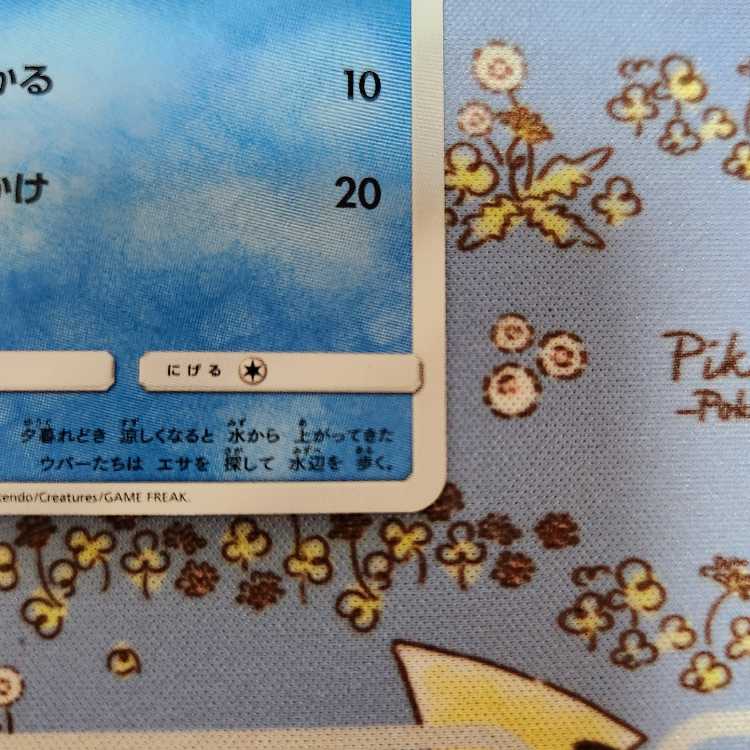 かる 10
かけ 20
にげる
夕暮れどき 涼しくなると 水から 上がってきた
ウパーたちは エサを 探して 水辺を 歩く。
tendo/Creatures/GAME FREAK.
Pik